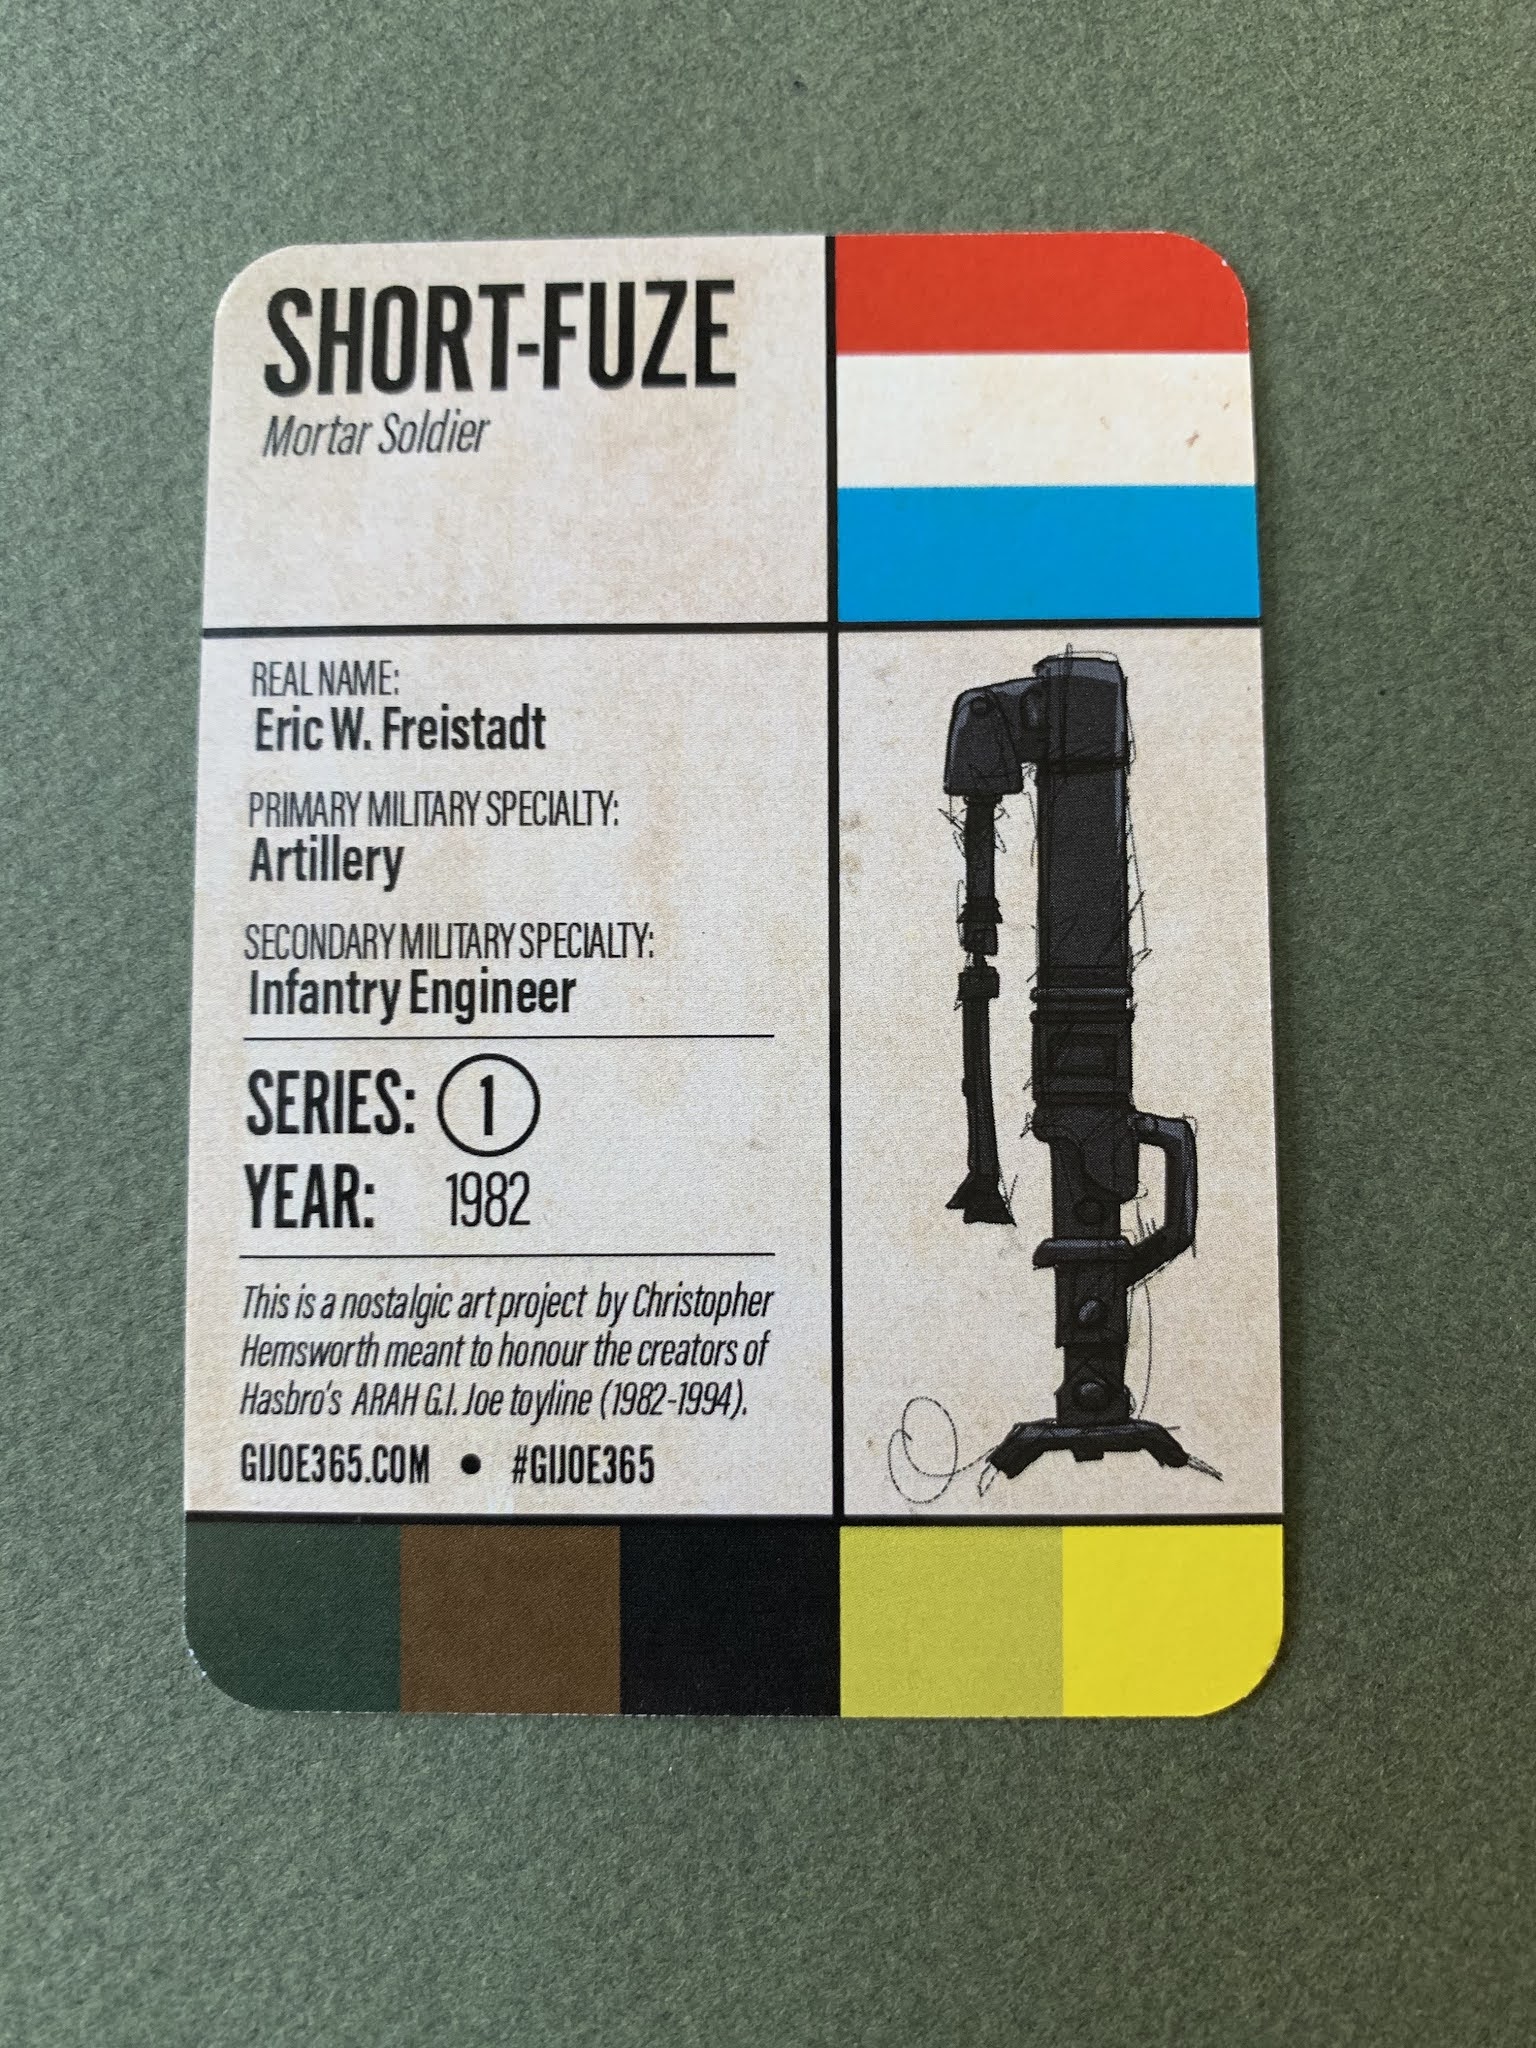 SHORT-FUZE
Mortar Soldier
REAL NAME:
Eric W. Freistadt
PRIMARY MILITARY SPECIALTY:
Artillery
SECONDARY MILITARY SPECIALTY:
Infantry Engineer
SERIES: 1
YEAR: 1982
This is a nostalgic art project by Christopher
Hemsworth meant to honour the creators of
Hasbro's ARAH G.I. Joe toyline (1982-1994).
GIJOE365.COM • #GIJOE365